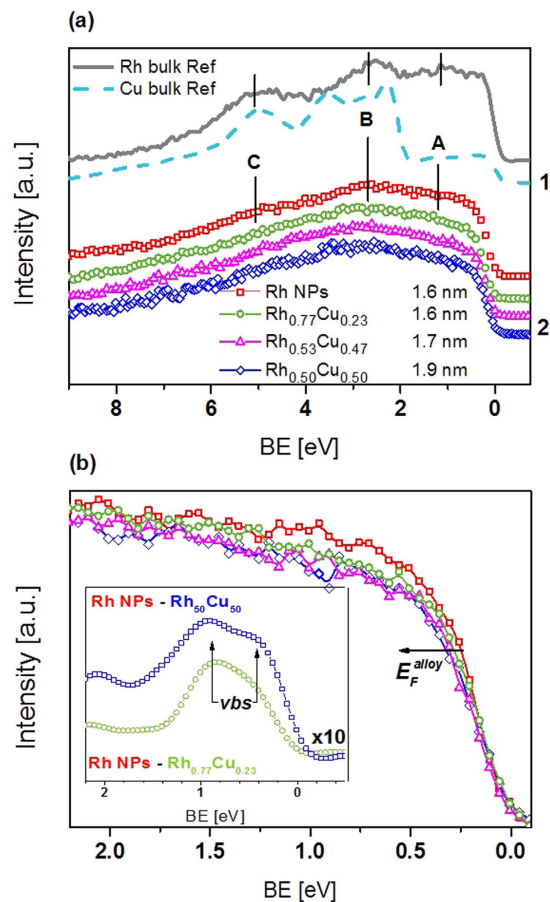 (a)
Rh bulk Ref
Cu bulk Ref
C
B
A
1
2
Rh NPs 1.6 nm
Rh0.77Cu0.23 1.6 nm
Rh0.53Cu0.47 1.7 nm
Rh0.50Cu0.50 1.9 nm
Intensity [a.u.]
8 6 4 2 0
BE [eV]
(b)
Rh NPs - Rh50Cu50
vbs
x10
Rh NPs - Rh0.77Cu0.23
2 1 0
BE [eV]
EFalloy
Intensity [a.u.]
2.0 1.5 1.0 0.5 0.0
BE [eV]